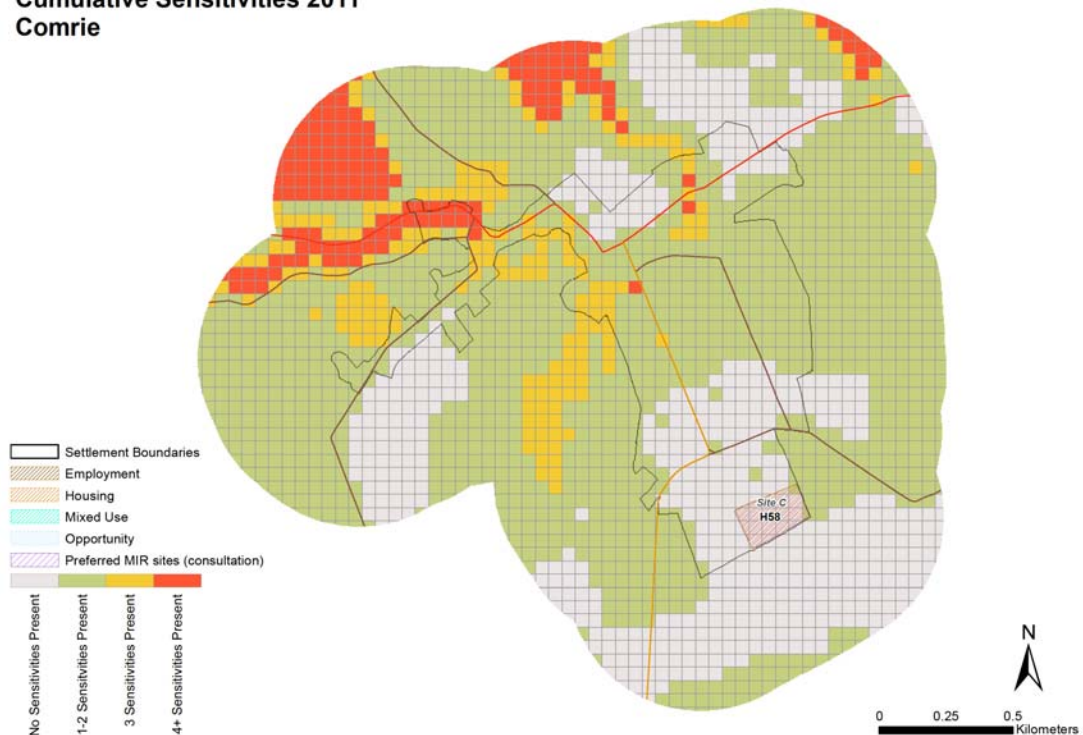 Cumulative Sensitivities 2011
Comrie
Settlement Boundaries
Employment
Housing
Mixed Use
Opportunity
Preferred MIR sites (consultation)
No Sensitivities Present
1-2 Sensitvities Present
3 Sensitivities Present
4+ Sensitivities Present
Site C
H58
N
0 0.25 0.5
Kilometers